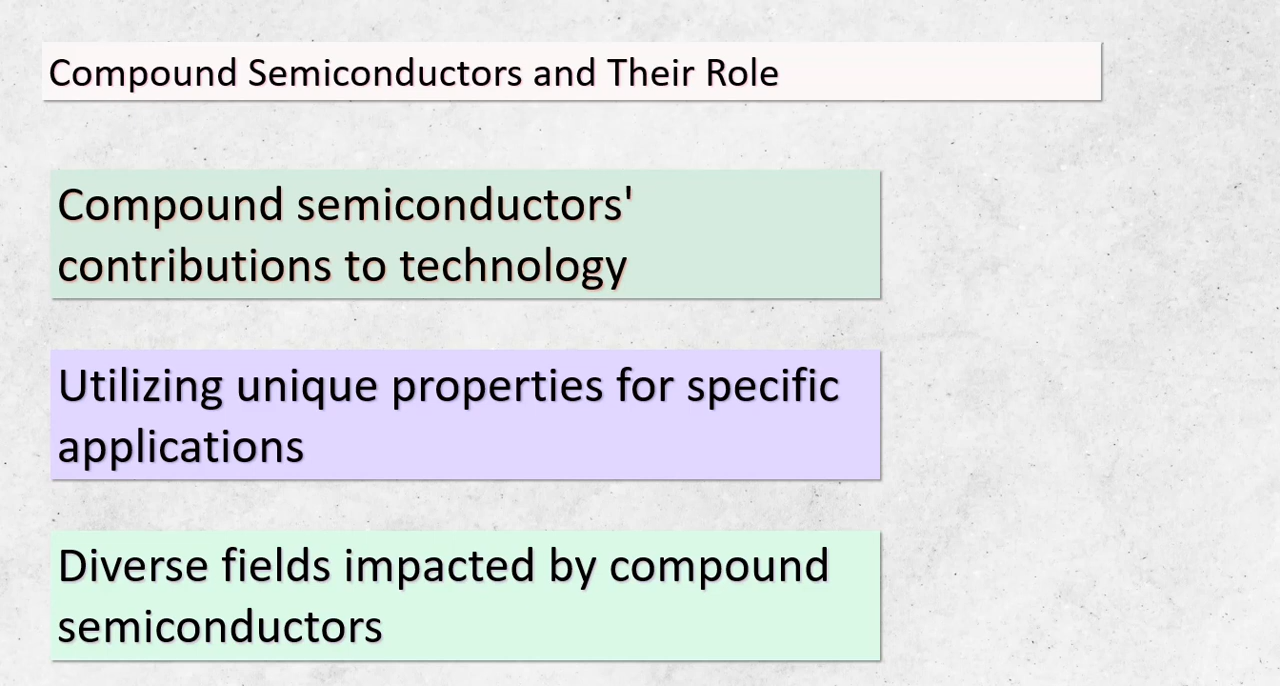 Compound Semiconductors and Their Role
Compound semiconductors'
contributions to technology
Utilizing unique properties for specific
applications
Diverse fields impacted by compound
semiconductors